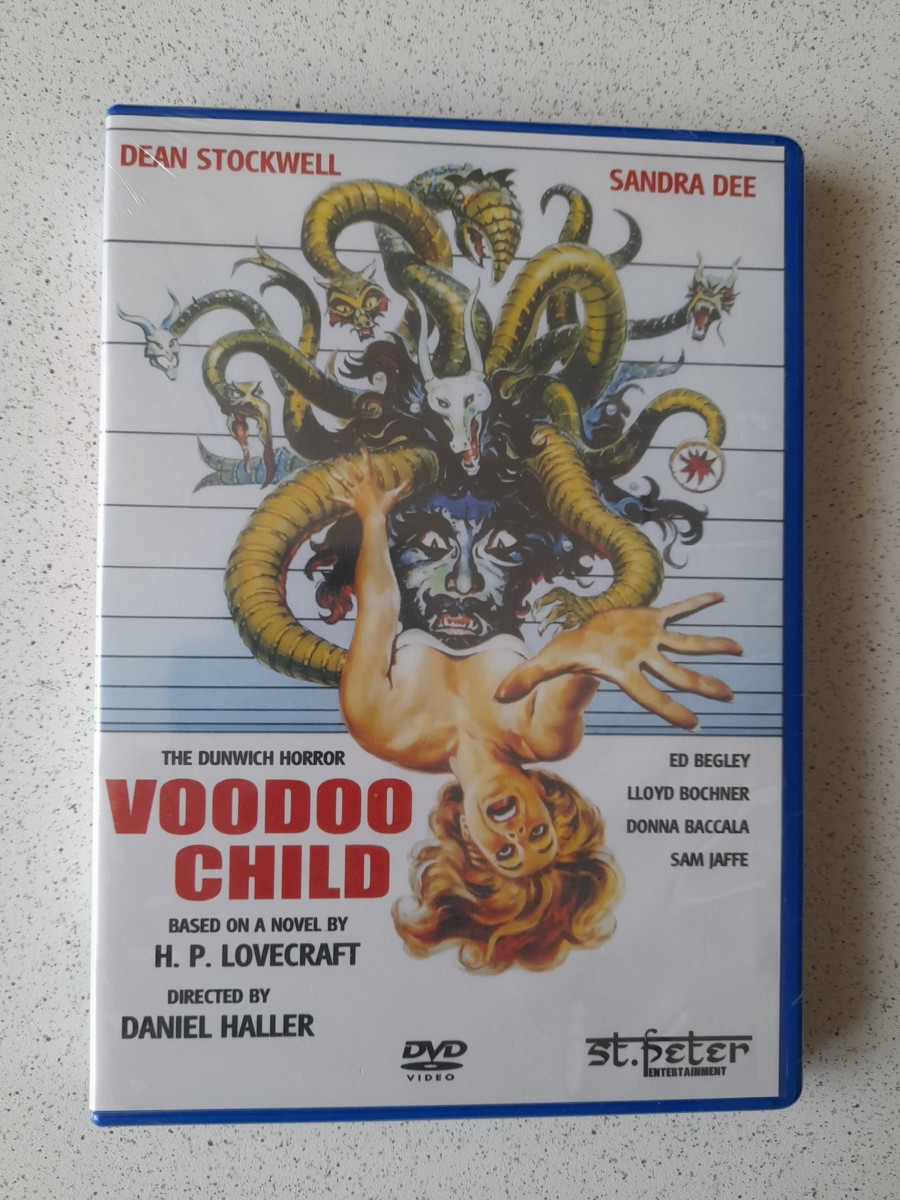 DEAN STOCKWELL
SANDRA DEE
THE DUNWICH HORROR
VOODOO
CHILD
BASED ON A NOVEL BY
H. P. LOVECRAFT
DIRECTED BY
DANIEL HALLER
ED BEGLEY
LLOYD BOCHNER
DONNA BACCALA
SAM JAFFE
DVD
VIDEO
st.peter
ENTERTAINMENT